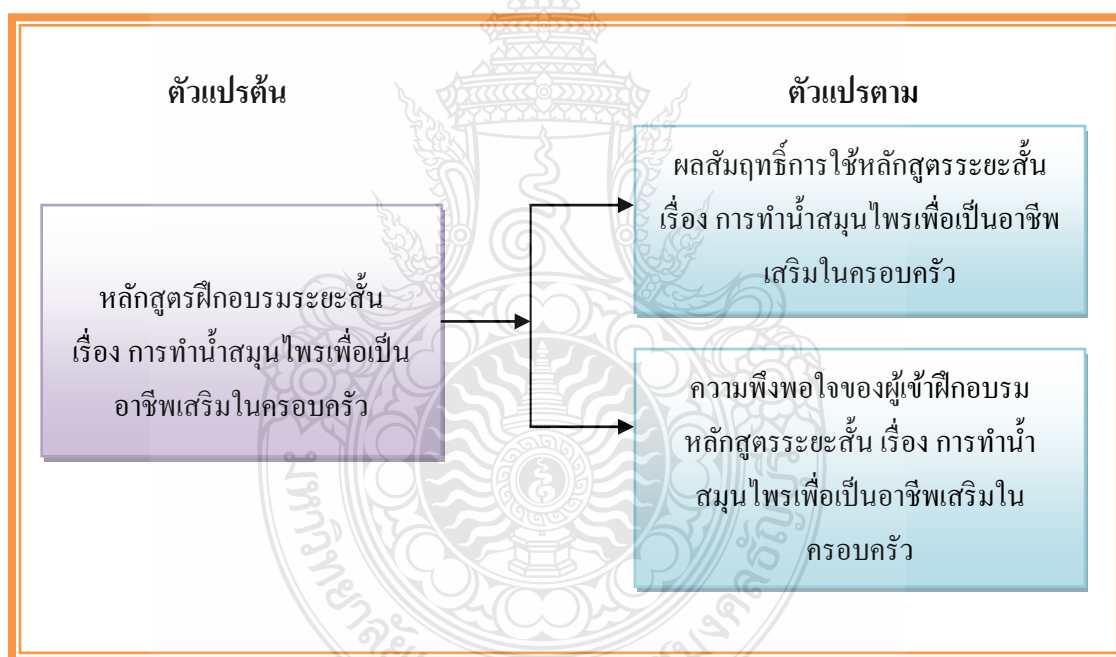 ตัวแปรต้น
ตัวแปรตาม
หลักสูตรฝึกอบรมระยะสั้น
เรื่อง การทำน้ำสมุนไพรเพื่อเป็น
อาชีพเสริมในครอบครัว
ผลสัมฤทธิ์การใช้หลักสูตรระยะสั้น
เรื่อง การทำน้ำสมุนไพรเพื่อเป็นอาชีพ
เสริมในครอบครัว
ความพึงพอใจของผู้เข้าฝึกอบรม
หลักสูตรระยะสั้น เรื่อง การทำน้ำ
สมุนไพรเพื่อเป็นอาชีพเสริมใน
ครอบครัว